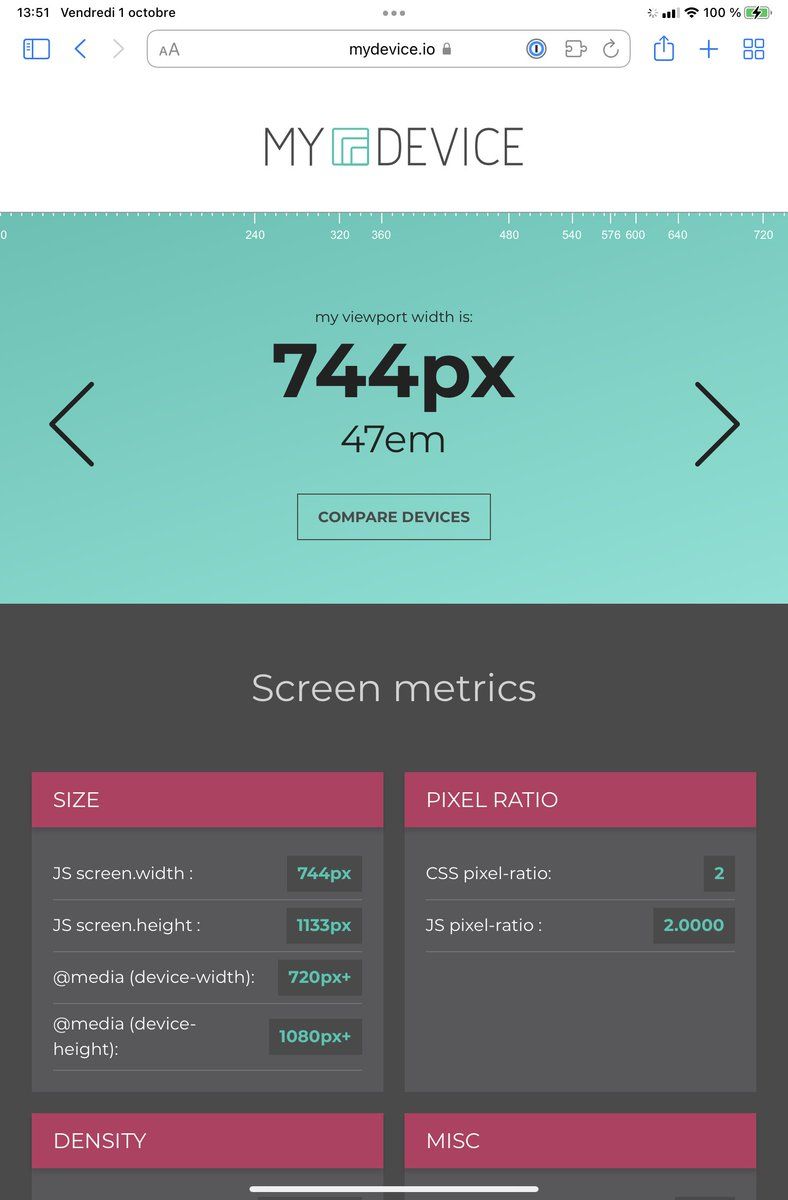 13:51 Vendredi 1 octobre
100 %
AA
mydevice.io
MY DEVICE
0 240 320 360 480 540 576 600 640 720
my viewport width is:
744px
47em
COMPARE DEVICES
Screen metrics
SIZE
JS screen.width : 744px
JS screen.height : 1133px
@media (device-width): 720px+
@media (device-
height): 1080px+
PIXEL RATIO
CSS pixel-ratio: 2
JS pixel-ratio : 2.0000
DENSITY
MISC